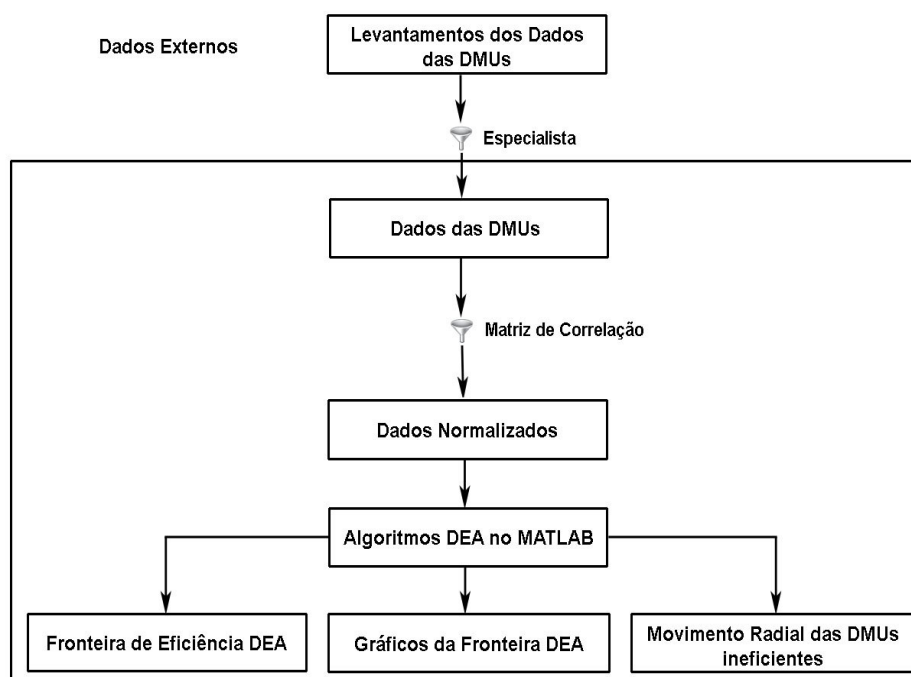 Dados Externos
Levantamentos dos Dados
das DMUs
Especialista
Dados das DMUs
Matriz de Correlação
Dados Normalizados
Algoritmos DEA no MATLAB
Fronteira de Eficiência DEA
Gráficos da Fronteira DEA
Movimento Radial das DMUs
ineficientes